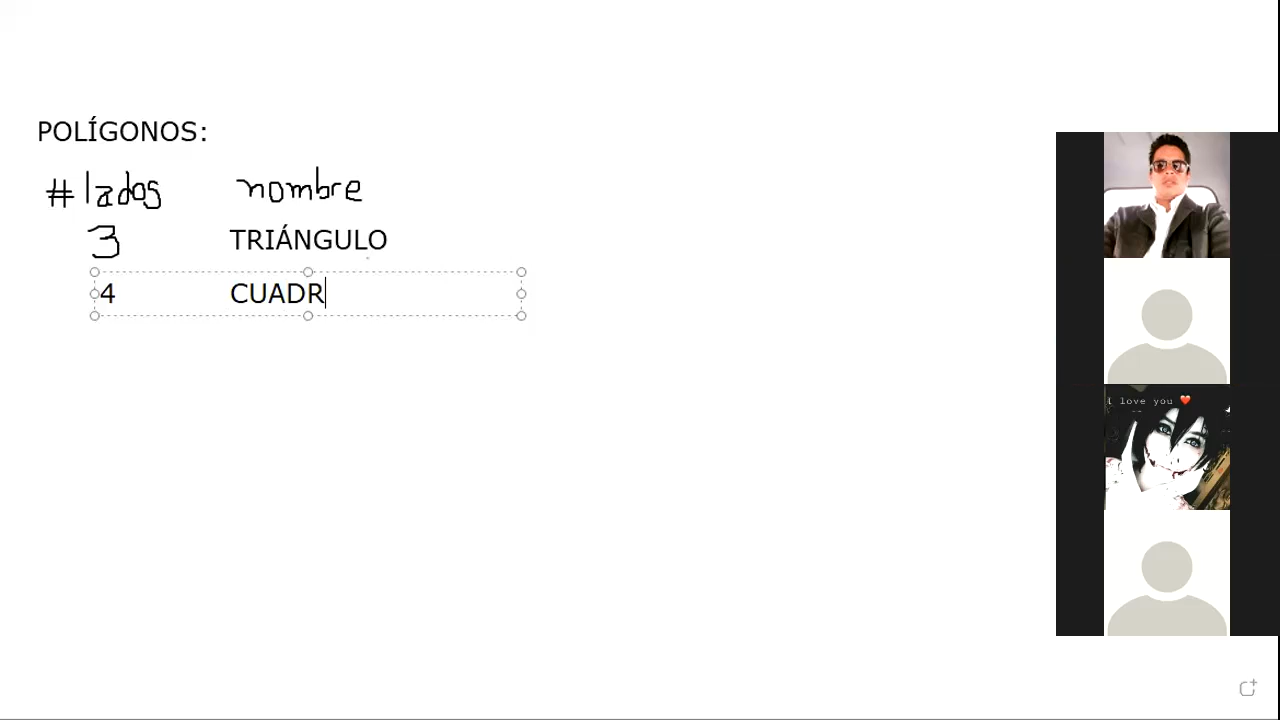 POLÍGONOS:
# lados nombre
3 TRIÁNGULO
4 CUADR
I love you ❤️